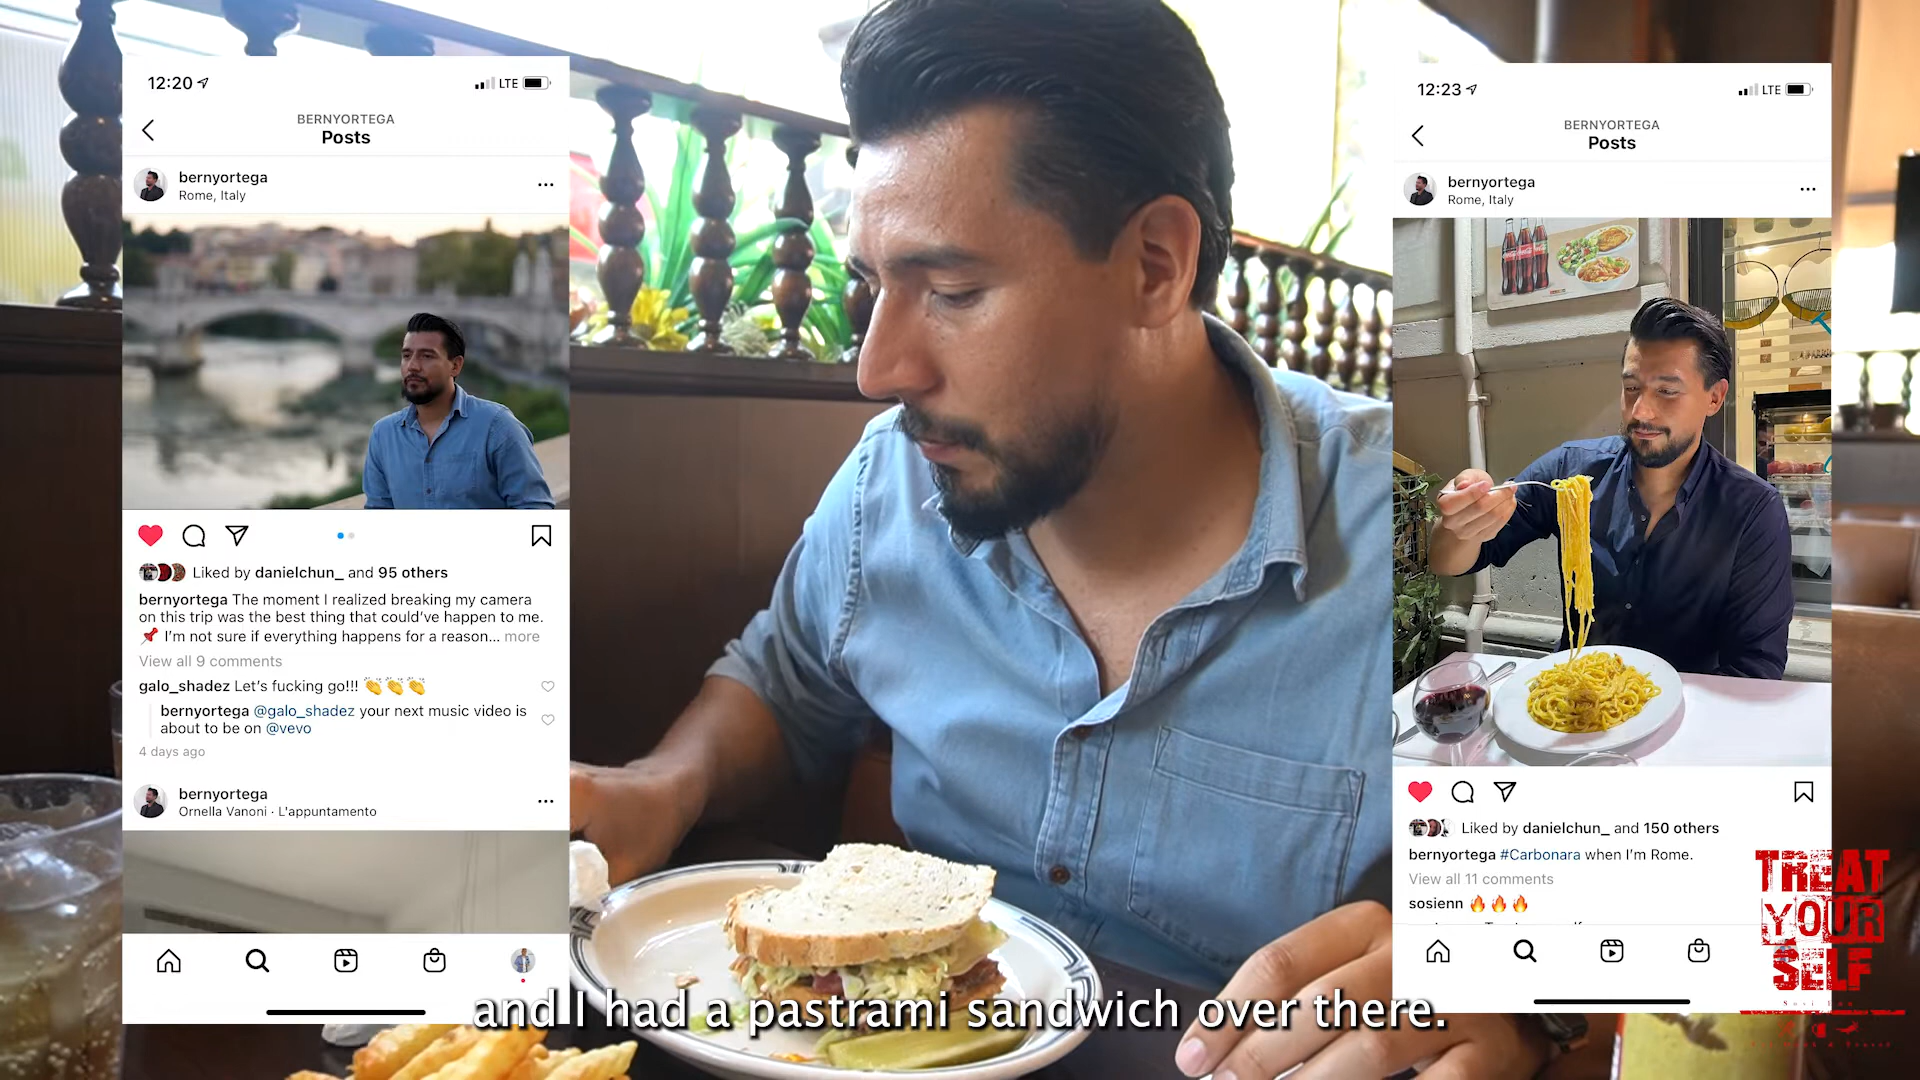 12:20
LTE
BERNYORTEGA
Posts
bernyortega
Rome, Italy
Liked by danielchun_ and 95 others
bernyortega The moment I realized breaking my camera
on this trip was the best thing that could've happen to me.
📌 I'm not sure if everything happens for a reason... more
View all 9 comments
galo_shadez Let's fucking go!!! 👏👏👏
bernyortega @galo_shadez your next music video is
about to be on @vevo
4 days ago
bernyortega
Ornella Vanoni · L'appuntamento
12:23
LTE
BERNYORTEGA
Posts
bernyortega
Rome, Italy
Liked by danielchun_ and 150 others
bernyortega #Carbonara when I'm Rome.
View all 11 comments
sosienn 🔥🔥🔥
TREAT
YOUR
SELF
and I had a pastrami sandwich over there.